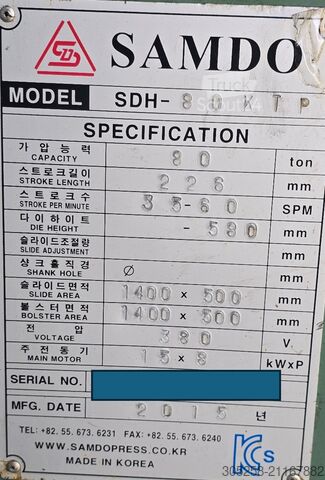 SD SAMDO
MODEL SDH-80 KTP
SPECIFICATION
가압능력 CAPACITY 80 ton
스트로크길이 STROKE LENGTH 226 mm
스트로크수 STROKE PER MINUTE 35-60 SPM
다이하이트 DIE HEIGHT -530 mm
슬라이드조절량 SLIDE ADJUSTMENT mm
샹크홀직경 SHANK HOLE Ø mm
슬라이드면적 SLIDE AREA 1400 x 500 mm
볼스터면적 BOLSTER AREA 1400 x 500 mm
전압 VOLTAGE 380 V.
주전동기 MAIN MOTOR 15 x 8 kWxP
SERIAL NO.
MFG. DATE 2015 년
TEL: +82. 55. 673. 6231 FAX: +82. 55. 673. 6240
WWW.SAMDOPRESS.CO.KR
MADE IN KOREA
KCs